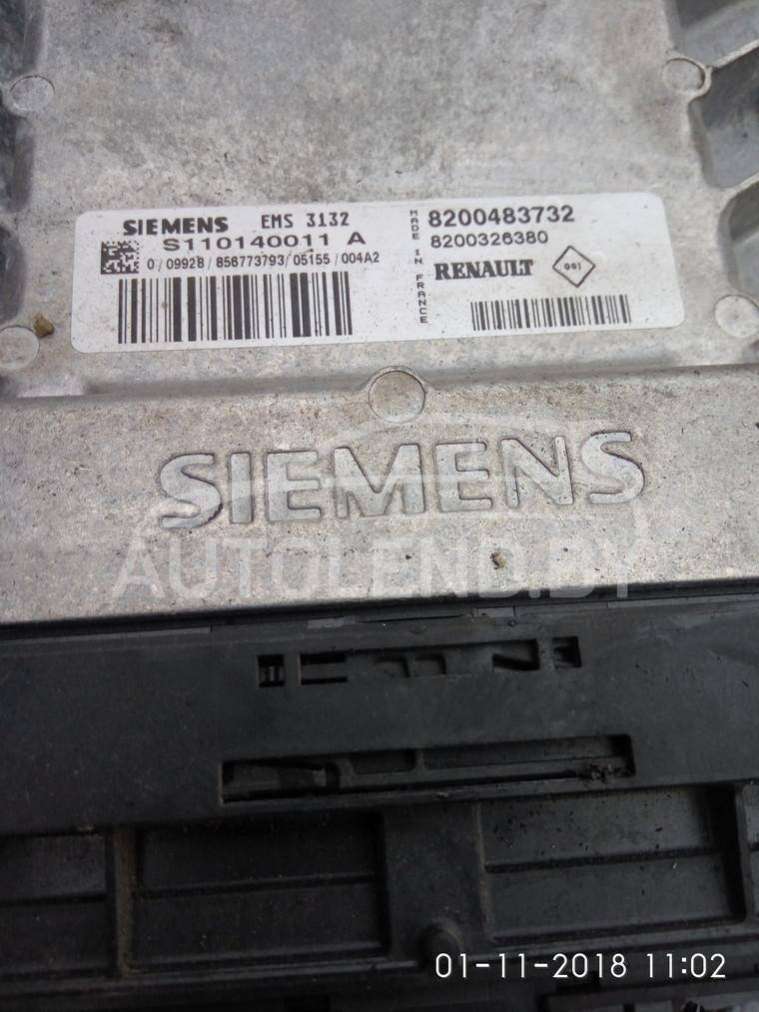 SIEMENS EMS 3132
S110140011 A
0/09928/856773793/05155/004A2
MADE IN FRANCE
8200483732
8200326380
RENAULT
SIEMENS
AUTOLEND.BY
01-11-2018 11:02